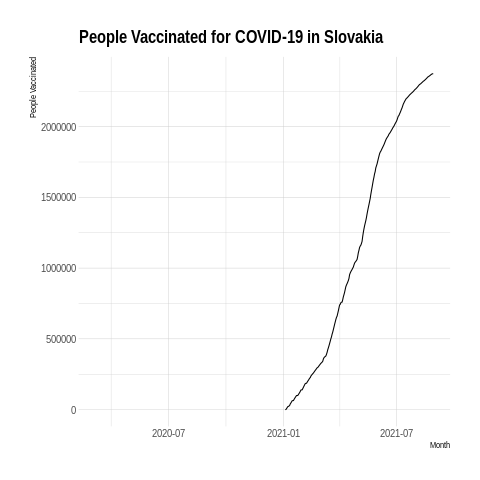 People Vaccinated for COVID-19 in Slovakia
People Vaccinated
2000000
1500000
1000000
500000
0
2020-07
2021-01
2021-07
Month